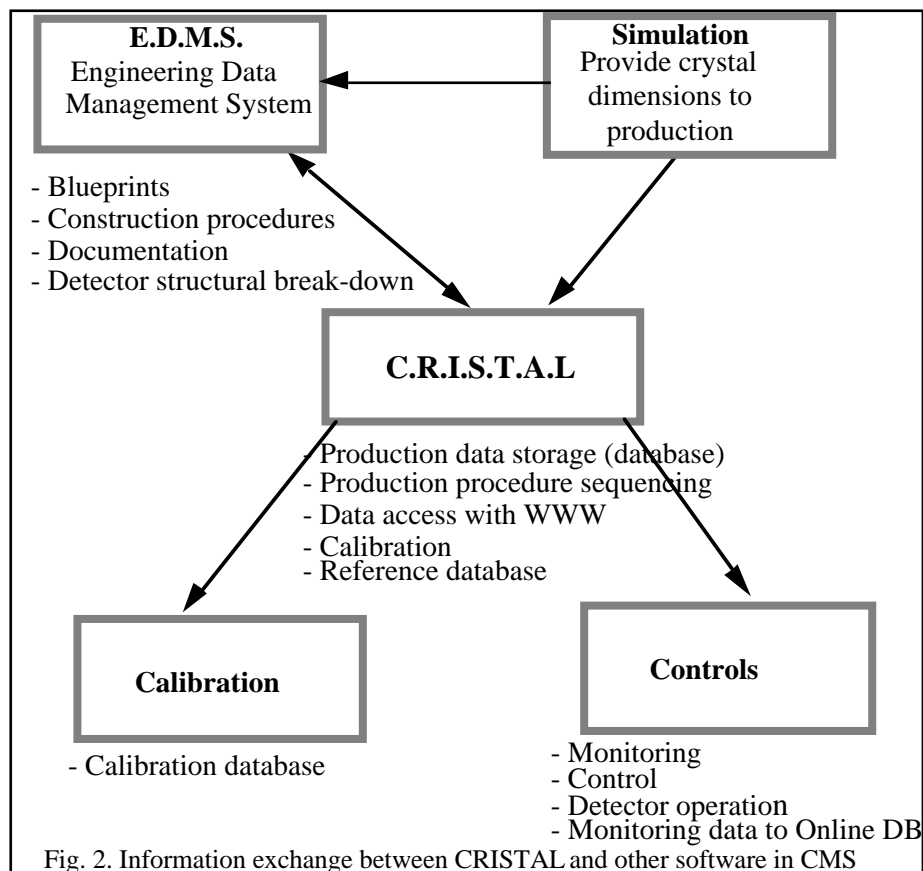 E.D.M.S.
Engineering Data
Management System
Simulation
Provide crystal
dimensions to
production
- Blueprints
- Construction procedures
- Documentation
- Detector structural break-down
C.R.I.S.T.A.L
- Production data storage (database)
- Production procedure sequencing
- Data access with WWW
- Calibration
- Reference database
Calibration
- Calibration database
Controls
- Monitoring
- Control
- Detector operation
- Monitoring data to Online DB
Fig. 2. Information exchange between CRISTAL and other software in CMS